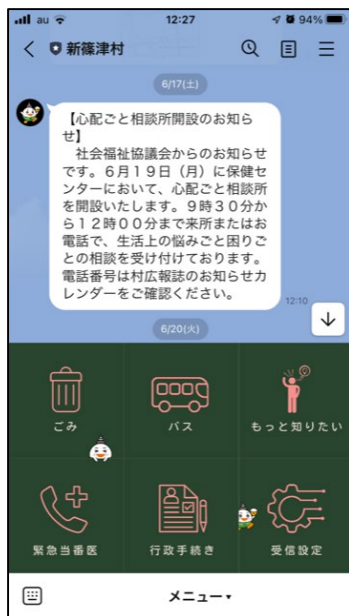 au 12:27 94%
新篠津村
6/17(土)
【心配ごと相談所開設のお知ら
せ】
　社会福祉協議会からのお知らせ
です。６月１９日（月）に保健セ
ンターにおいて、心配ごと相談所
を開設いたします。９時３０分か
ら１２時００分まで来所またはお
電話で、生活上の悩みごと困りご
との相談を受け付けております。
電話番号は村広報誌のお知らせカ
レンダーをご確認ください。
12:10
6/20(火)
ごみ
バス
もっと知りたい
緊急当番医
行政手続き
受信設定
メニュー▾